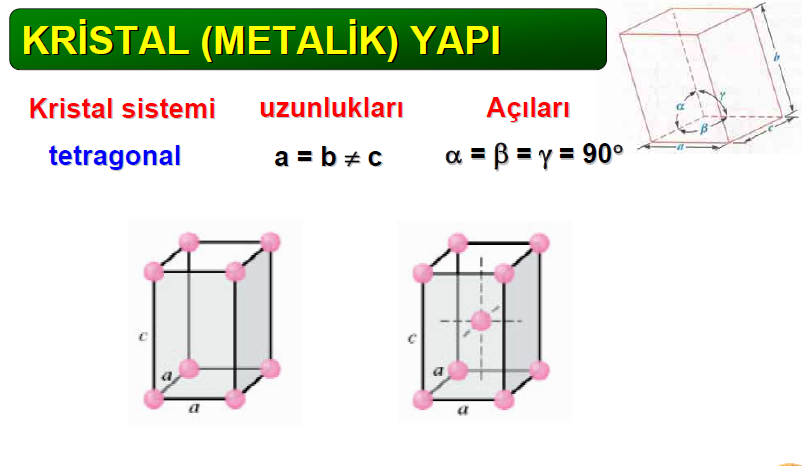 KRİSTAL (METALİK) YAPI
Kristal sistemi uzunlukları Açıları
tetragonal a = b ≠ c α = β = γ = 90°
b
γ
α
β
c
a
c
a
a
c
a
a